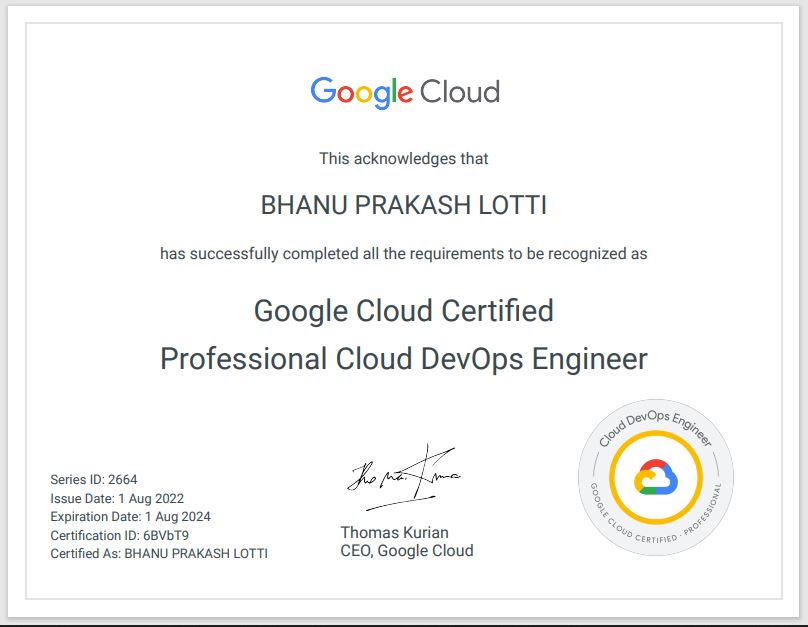 Google Cloud
This acknowledges that
BHANU PRAKASH LOTTI
has successfully completed all the requirements to be recognized as
Google Cloud Certified
Professional Cloud DevOps Engineer
Series ID: 2664
Issue Date: 1 Aug 2022
Expiration Date: 1 Aug 2024
Certification ID: 6BVbT9
Certified As: BHANU PRAKASH LOTTI
Thomas Kurian
CEO, Google Cloud
Cloud DevOps Engineer
GOOGLE CLOUD CERTIFIED · PROFESSIONAL